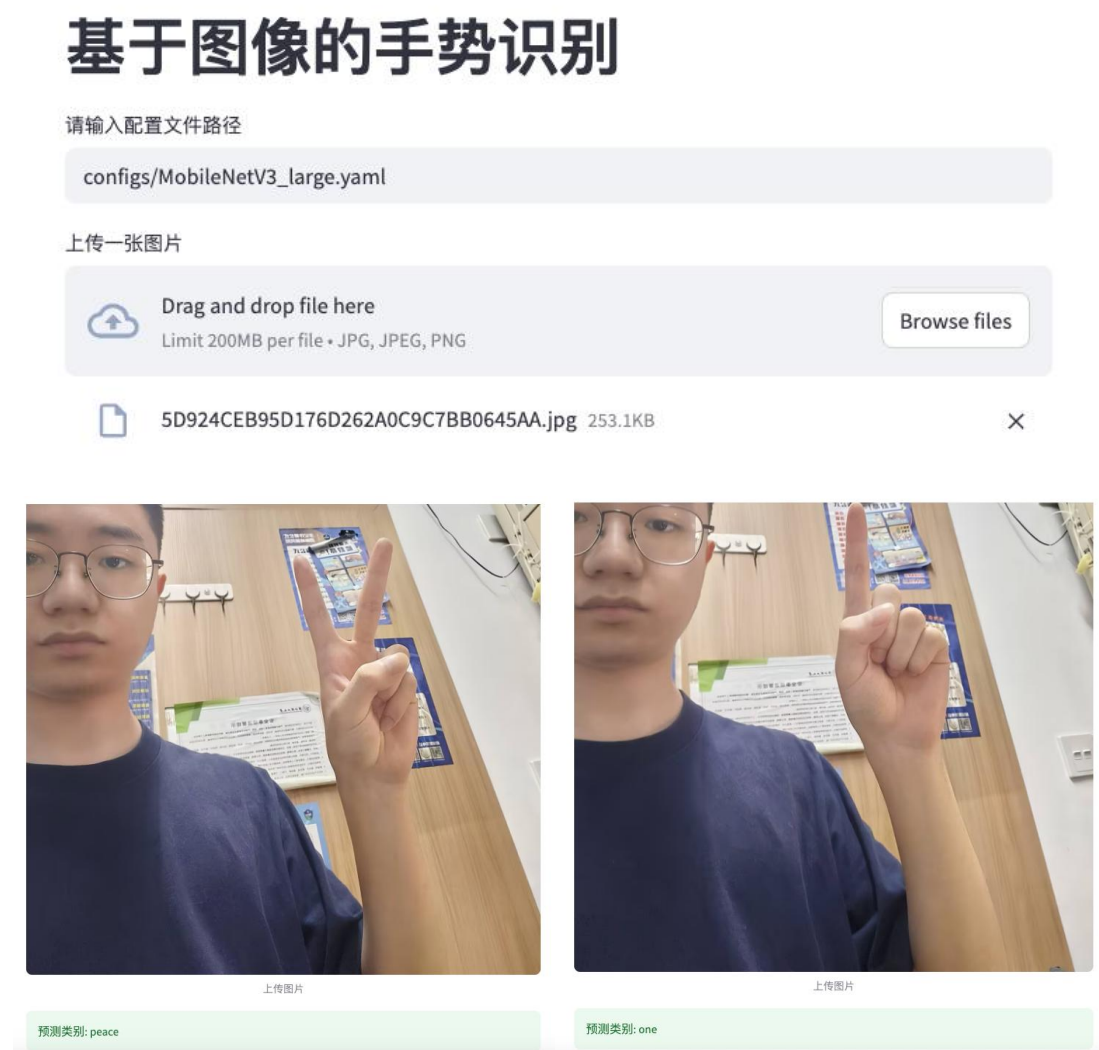 基于图像的手势识别
请输入配置文件路径
configs/MobileNetV3_large.yaml
上传一张图片
Drag and drop file here
Limit 200MB per file • JPG, JPEG, PNG
Browse files
5D924CEB95D176D262A0C9C7BB0645AA.jpg 253.1KB
上传图片
上传图片
预测类别: peace
预测类别: one